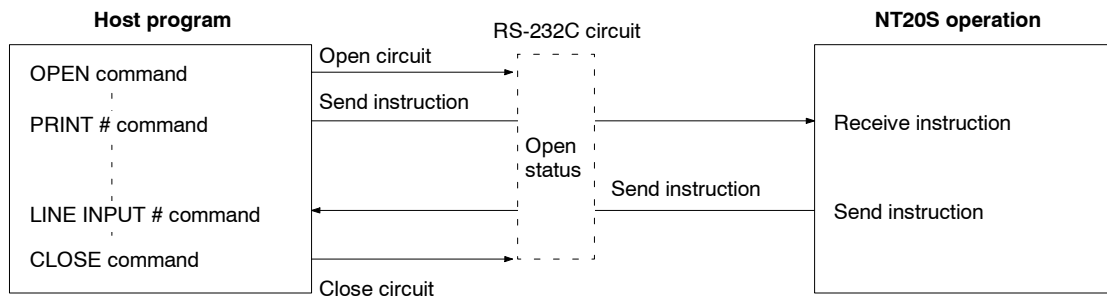 Host program
NT20S operation
RS-232C circuit
OPEN command
Open circuit
Send instruction
PRINT # command
Receive instruction
Open
status
Send instruction
LINE INPUT # command
Send instruction
CLOSE command
Close circuit